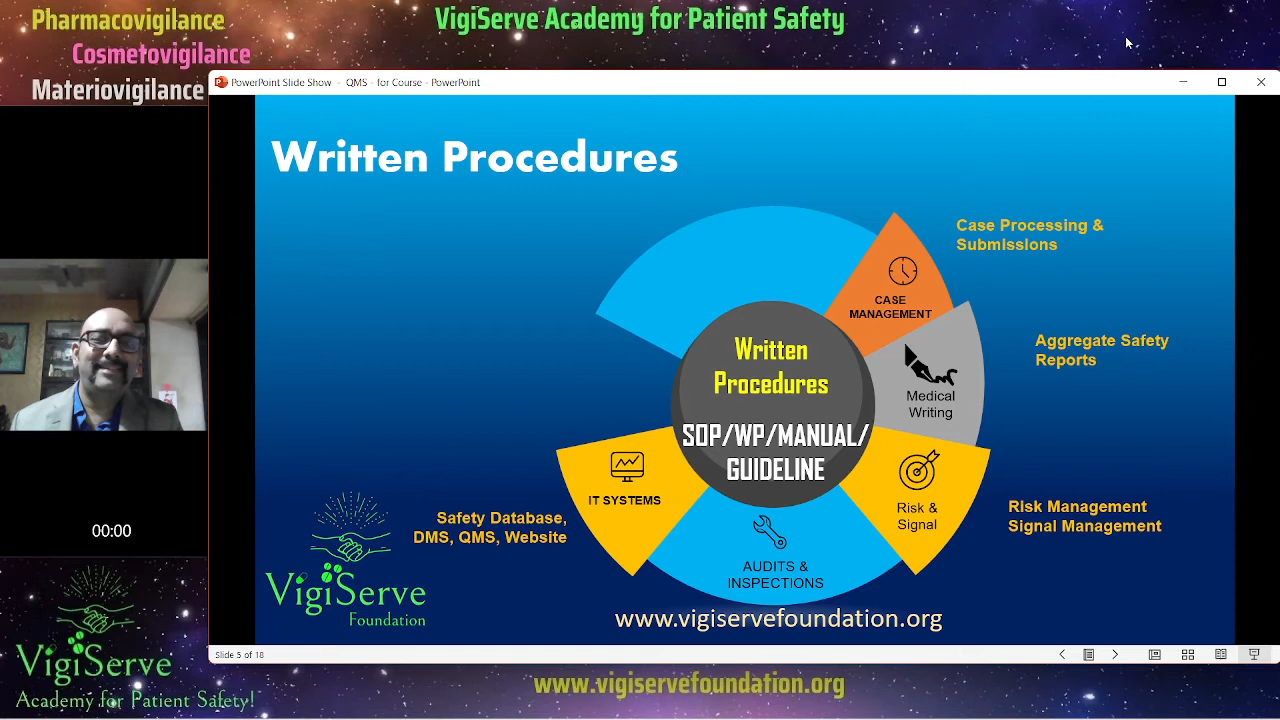 Pharmacovigilance
Cosmetovigilance
Materiovigilance
VigiServe Academy for Patient Safety
PowerPoint Slide Show - QMS - for Course - PowerPoint
Written Procedures
Case Processing &
Submissions
CASE
MANAGEMENT
Aggregate Safety
Reports
Medical
Writing
Written
Procedures
SOP/WP/MANUAL/
GUIDELINE
Risk &
Signal
Risk Management
Signal Management
IT SYSTEMS
Safety Database,
DMS, QMS, Website
AUDITS &
INSPECTIONS
VigiServe
Foundation
www.vigiservefoundation.org
00:00
Slide 5 of 18
VigiServe
Academy for Patient Safety!
www.vigiservefoundation.org